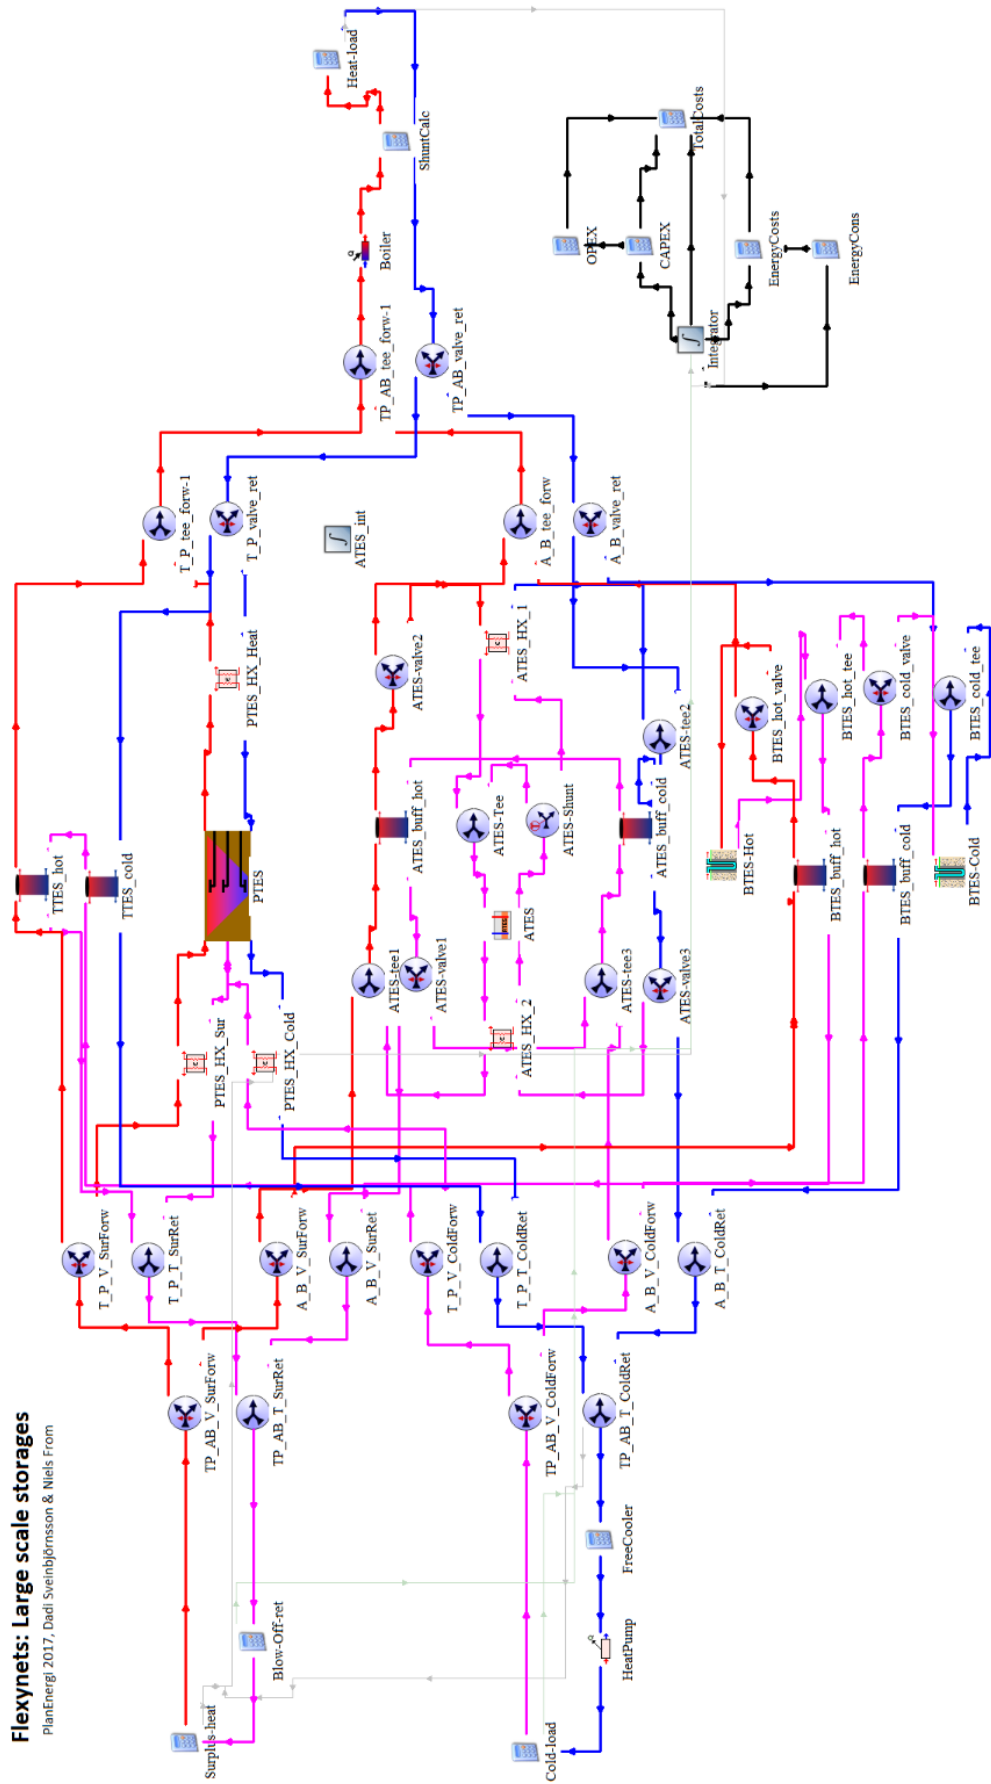 Flexynets: Large scale storages
PlanEnergi 2017, Dadi Sveinbjörnsson & Niels From
TTES_hot
T_P_V_SurForw
TTES_cold
T_P_T_SurRet
T_P_tee_forw-1
Surplus-heat
TP_AB_V_SurForw
PTES_HX_Sur
PTES_HX_Heat
T_P_valve_ret
PTES
Blow-Off-ret
TP_AB_T_SurRet
PTES_HX_Cold
A_B_V_SurForw
Heat-load
ATES_int
A_B_V_SurRet
TP_AB_tee_forw-1
Boiler
ATES-tee1
ATES_buff_hot
ATES-valve2
ShuntCalc
ATES-valve1
T_P_V_ColdForw
TP_AB_valve_ret
ATES-Tee
T_P_T_ColdRet
ATES_HX_1
ATES_HX_2
ATES
Cold-load
TP_AB_V_ColdForw
A_B_tee_forw
ATES-Shunt
OPEX
A_B_valve_ret
HeatPump
FreeCooler
TP_AB_T_ColdRet
ATES-tee3
A_B_V_ColdForw
ATES_buff_cold
CAPEX
ATES-valve3
ATES-tee2
TotalCosts
Integrator
A_B_T_ColdRet
BTES-Hot
BTES_hot_valve
EnergyCosts
BTES_buff_hot
BTES_hot_tee
EnergyCons
BTES_buff_cold
BTES_cold_valve
BTES-Cold
BTES_cold_tee